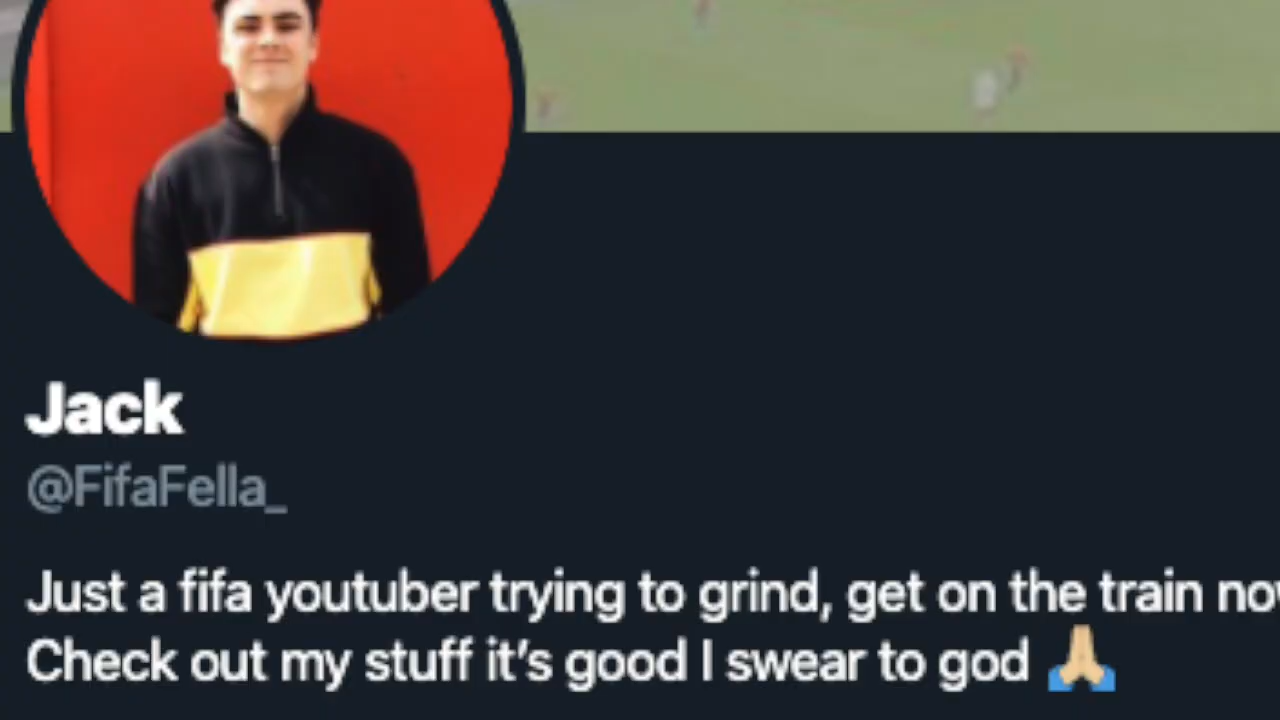 Jack
@FifaFella_
Just a fifa youtuber trying to grind, get on the train
Check out my stuff it's good I swear to god 🙏🏼